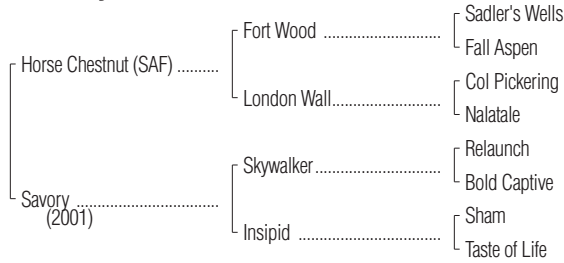 Sadler's Wells
Fort Wood ........................
Fall Aspen
Horse Chestnut (SAF) ..........
Col Pickering
London Wall......................
Nalatale
Relaunch
Skywalker..........................
Bold Captive
Savory .............................
(2001)
Sham
Insipid .............................
Taste of Life